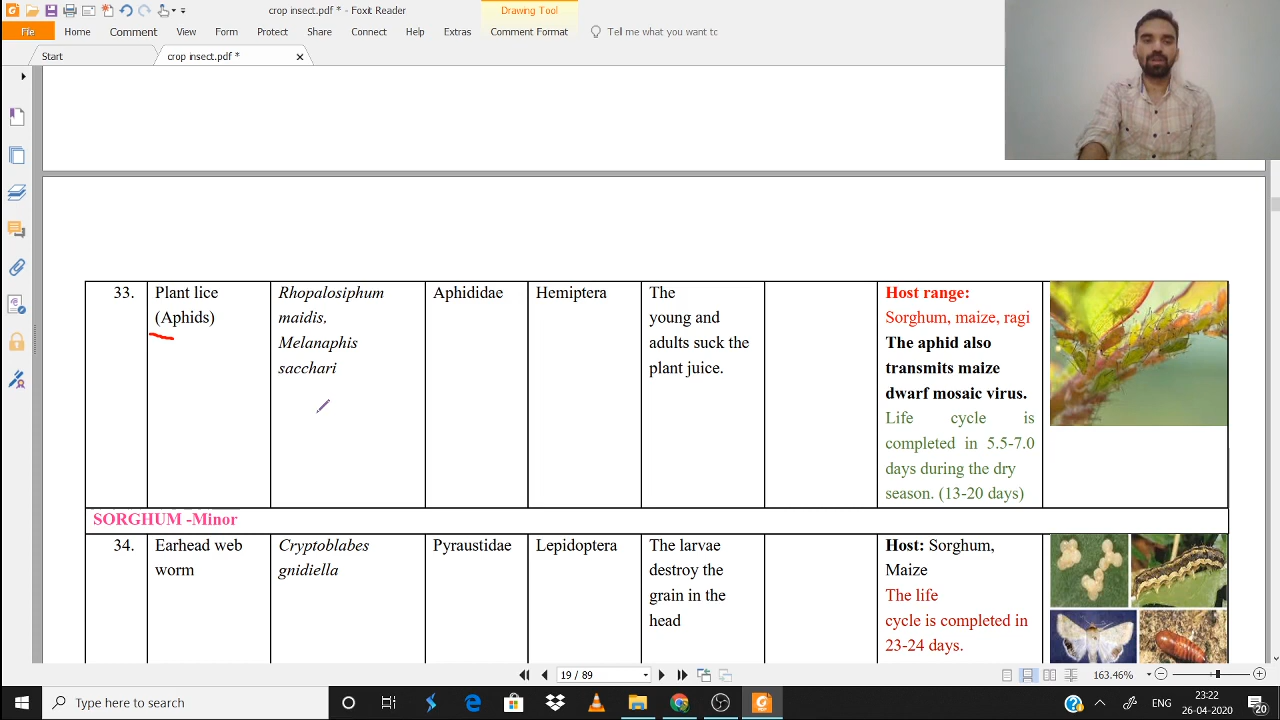 crop insect.pdf * - Foxit Reader
Drawing Tool
File Home Comment View Form Protect Share Connect Help Extras Comment Format Tell me what you want to
Start crop insect.pdf *
33.
Plant lice
(Aphids)
Rhopalosiphum
maidis,
Melanaphis
sacchari
Aphididae
Hemiptera
The
young and
adults suck the
plant juice.
Host range:
Sorghum, maize, ragi
The aphid also
transmits maize
dwarf mosaic virus.
Life cycle is
completed in 5.5-7.0
days during the dry
season. (13-20 days)
SORGHUM -Minor
34.
Earhead web
worm
Cryptoblabes
gnidiella
Pyraustidae
Lepidoptera
The larvae
destroy the
grain in the
head
Host: Sorghum,
Maize
The life
cycle is completed in
23-24 days.
19 / 89
163.46%
Type here to search
ENG
23:22
26-04-2020
20